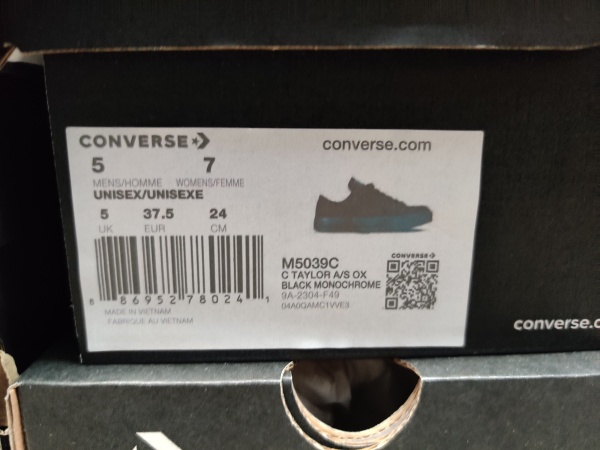 CONVERSE
converse.com
5 7
MENS/HOMME WOMENS/FEMME
UNISEX/UNISEXE
5 37.5 24
UK EUR CM
M5039C
C TAYLOR A/S OX
BLACK MONOCHROME
9A-2304-F49
CONVERSE
8 86952 78024 1
MADE IN VIETNAM
FABRIQUE AU VIETNAM
converse.c